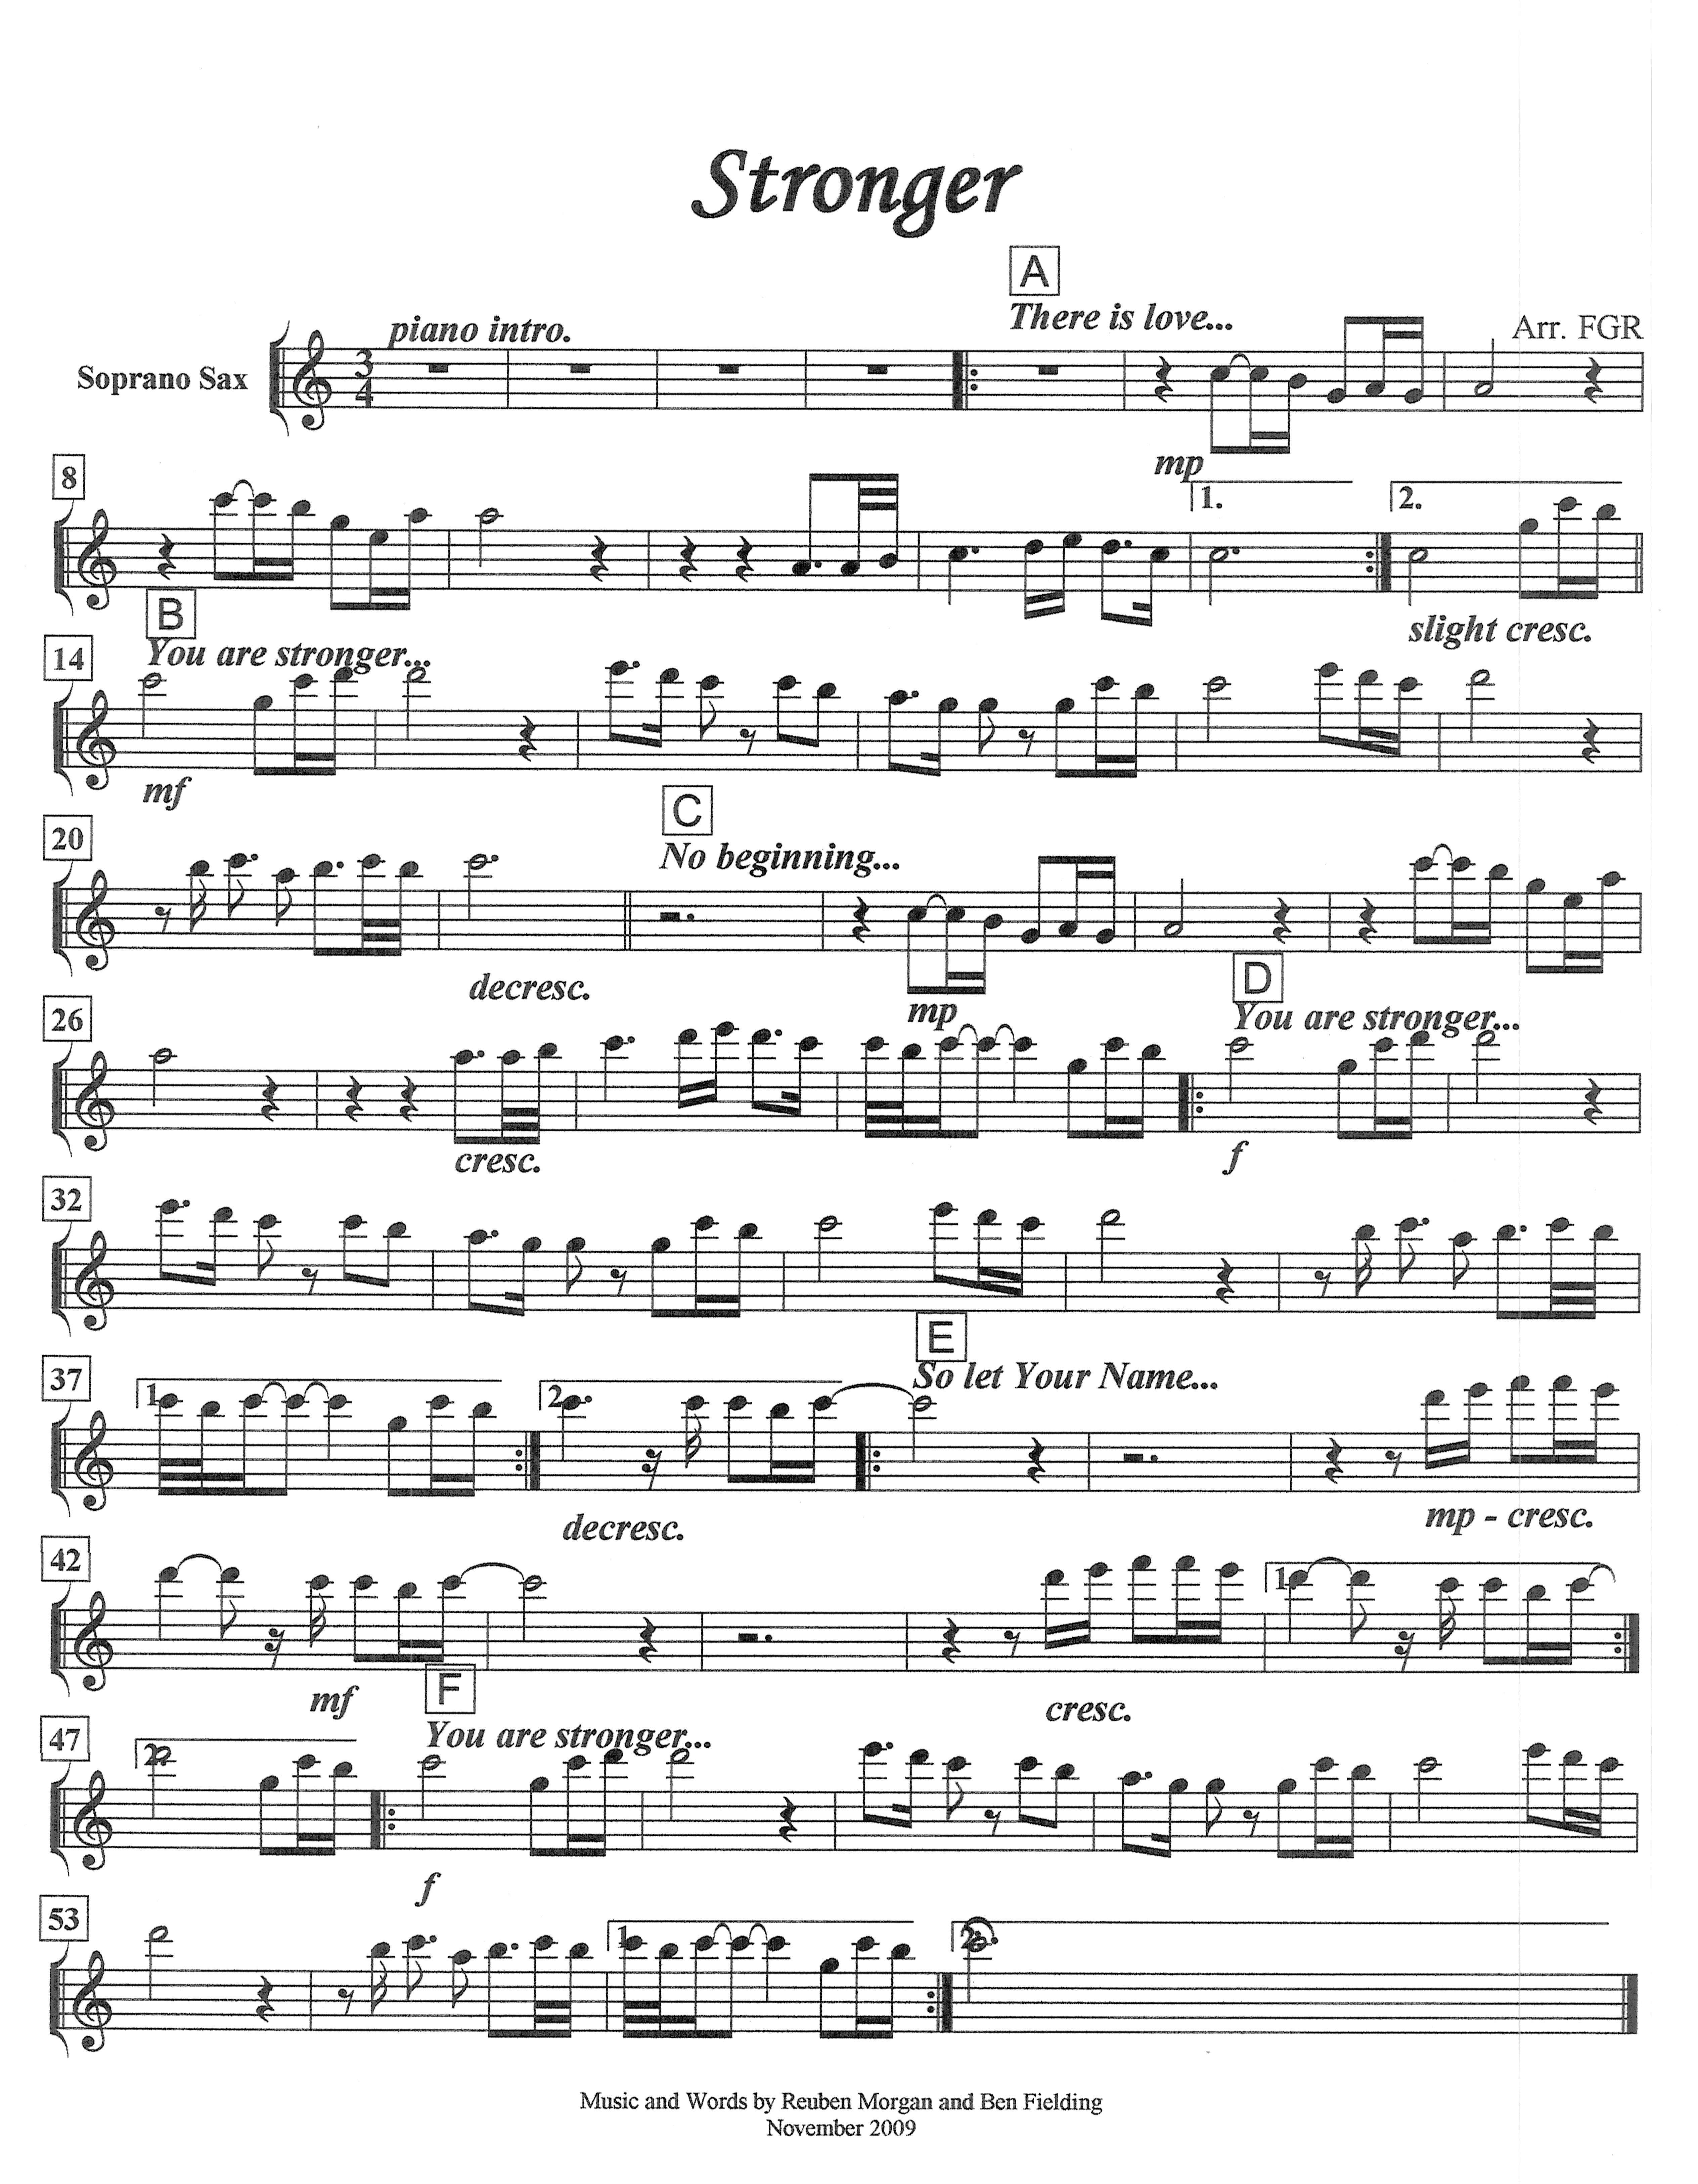 Stronger
A
There is love...
piano intro.
Arr. FGR
Soprano Sax
3
4
mp
8
1.
2.
slight cresc.
B
You are stronger...
14
mf
C
20
No beginning...
decresc.
mp
D
You are stronger...
26
cresc.
f
32
E
So let Your Name...
37
1.
2.
decresc.
mp - cresc.
42
1.
mf
cresc.
F
You are stronger...
47
2.
f
53
1.
2.
Music and Words by Reuben Morgan and Ben Fielding
November 2009